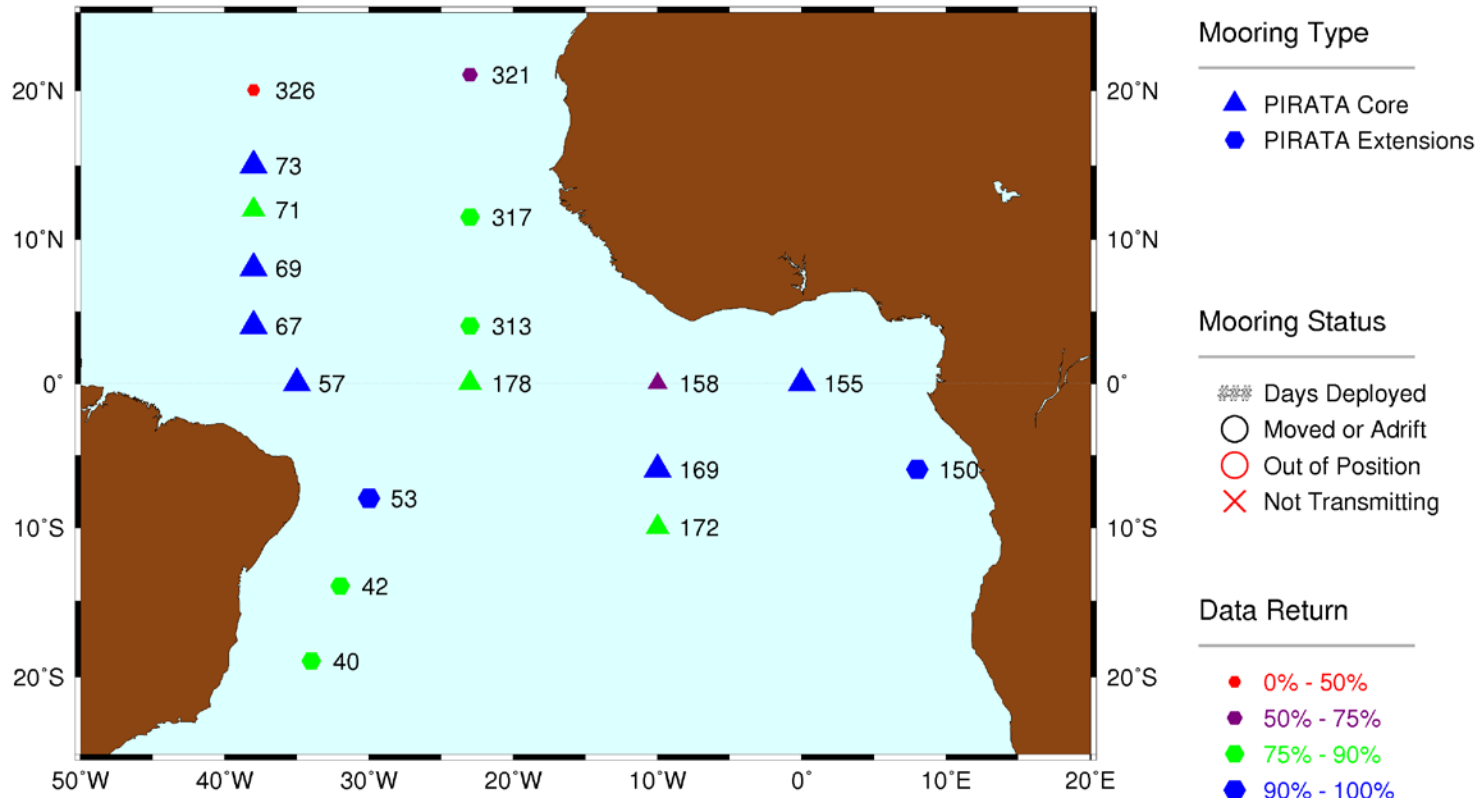 Mooring Type
PIRATA Core
PIRATA Extensions
Mooring Status
### Days Deployed
Moved or Adrift
Out of Position
Not Transmitting
Data Return
0% - 50%
50% - 75%
75% - 90%
90% - 100%
20˚N 326 321 20˚N
73
71 317
10˚N 10˚N
69
67 313
0˚ 57 178 158 155 0˚
169 150
53
10˚S 172 10˚S
42
40
20˚S 20˚S
50˚W 40˚W 30˚W 20˚W 10˚W 0˚ 10˚E 20˚E